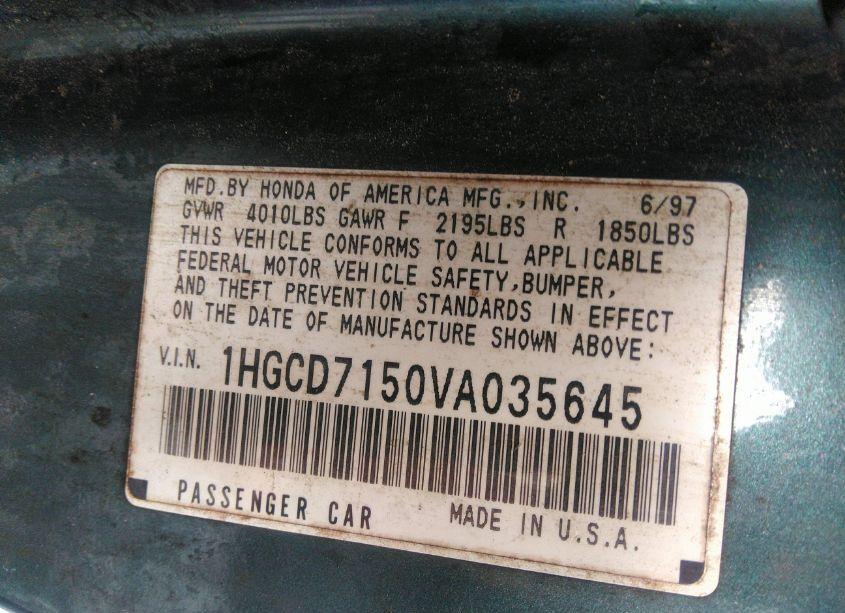 MFD.BY HONDA OF AMERICA MFG.,INC. 6/97
GVWR 4010LBS GAWR F 2195LBS R 1850LBS
THIS VEHICLE CONFORMS TO ALL APPLICABLE
FEDERAL MOTOR VEHICLE SAFETY,BUMPER,
AND THEFT PREVENTION STANDARDS IN EFFECT
ON THE DATE OF MANUFACTURE SHOWN ABOVE:
V.I.N. 1HGCD7150VA035645
PASSENGER CAR MADE IN U.S.A.